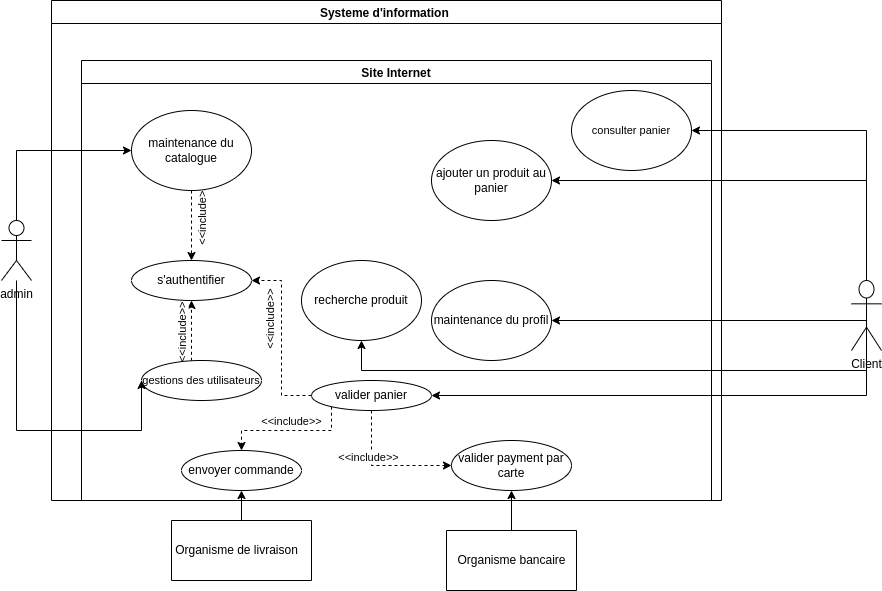 Systeme d'information
Site Internet
maintenance du
catalogue
consulter panier
ajouter un produit au
panier
<<include>
s'authentifier
admin
recherche produit
maintenance du profil
<<include>>
<<include>>
Client
gestions des utilisateurs
valider panier
<<include>>
<<include>>
envoyer commande
valider payment par
carte
Organisme de livraison
Organisme bancaire